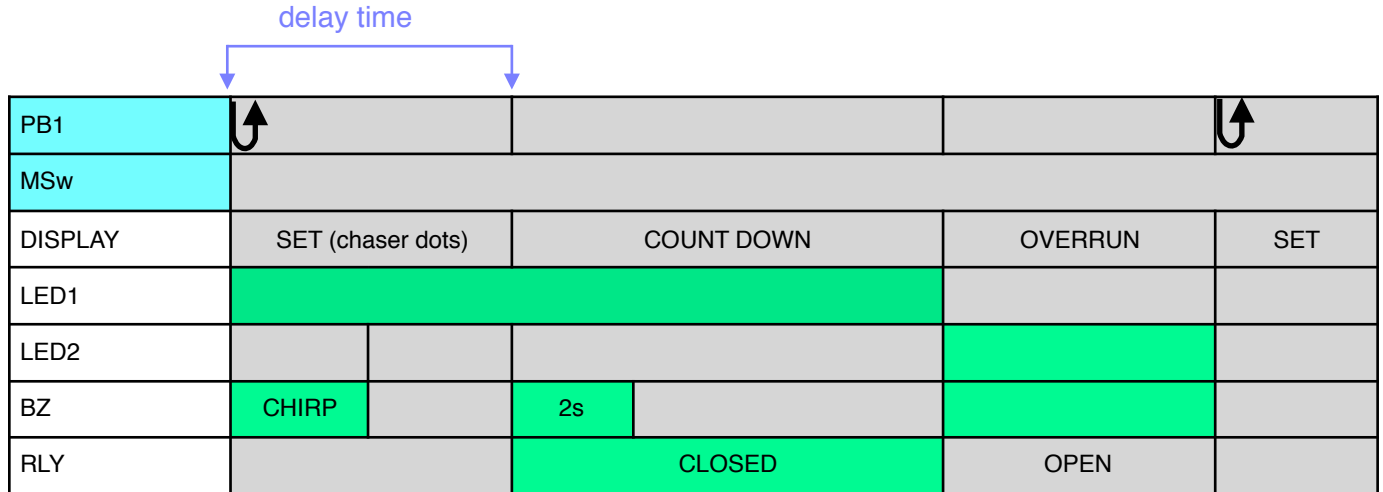 delay time
PB1
MSw
DISPLAY SET (chaser dots) COUNT DOWN OVERRUN SET
LED1
LED2
BZ CHIRP 2s
RLY CLOSED OPEN